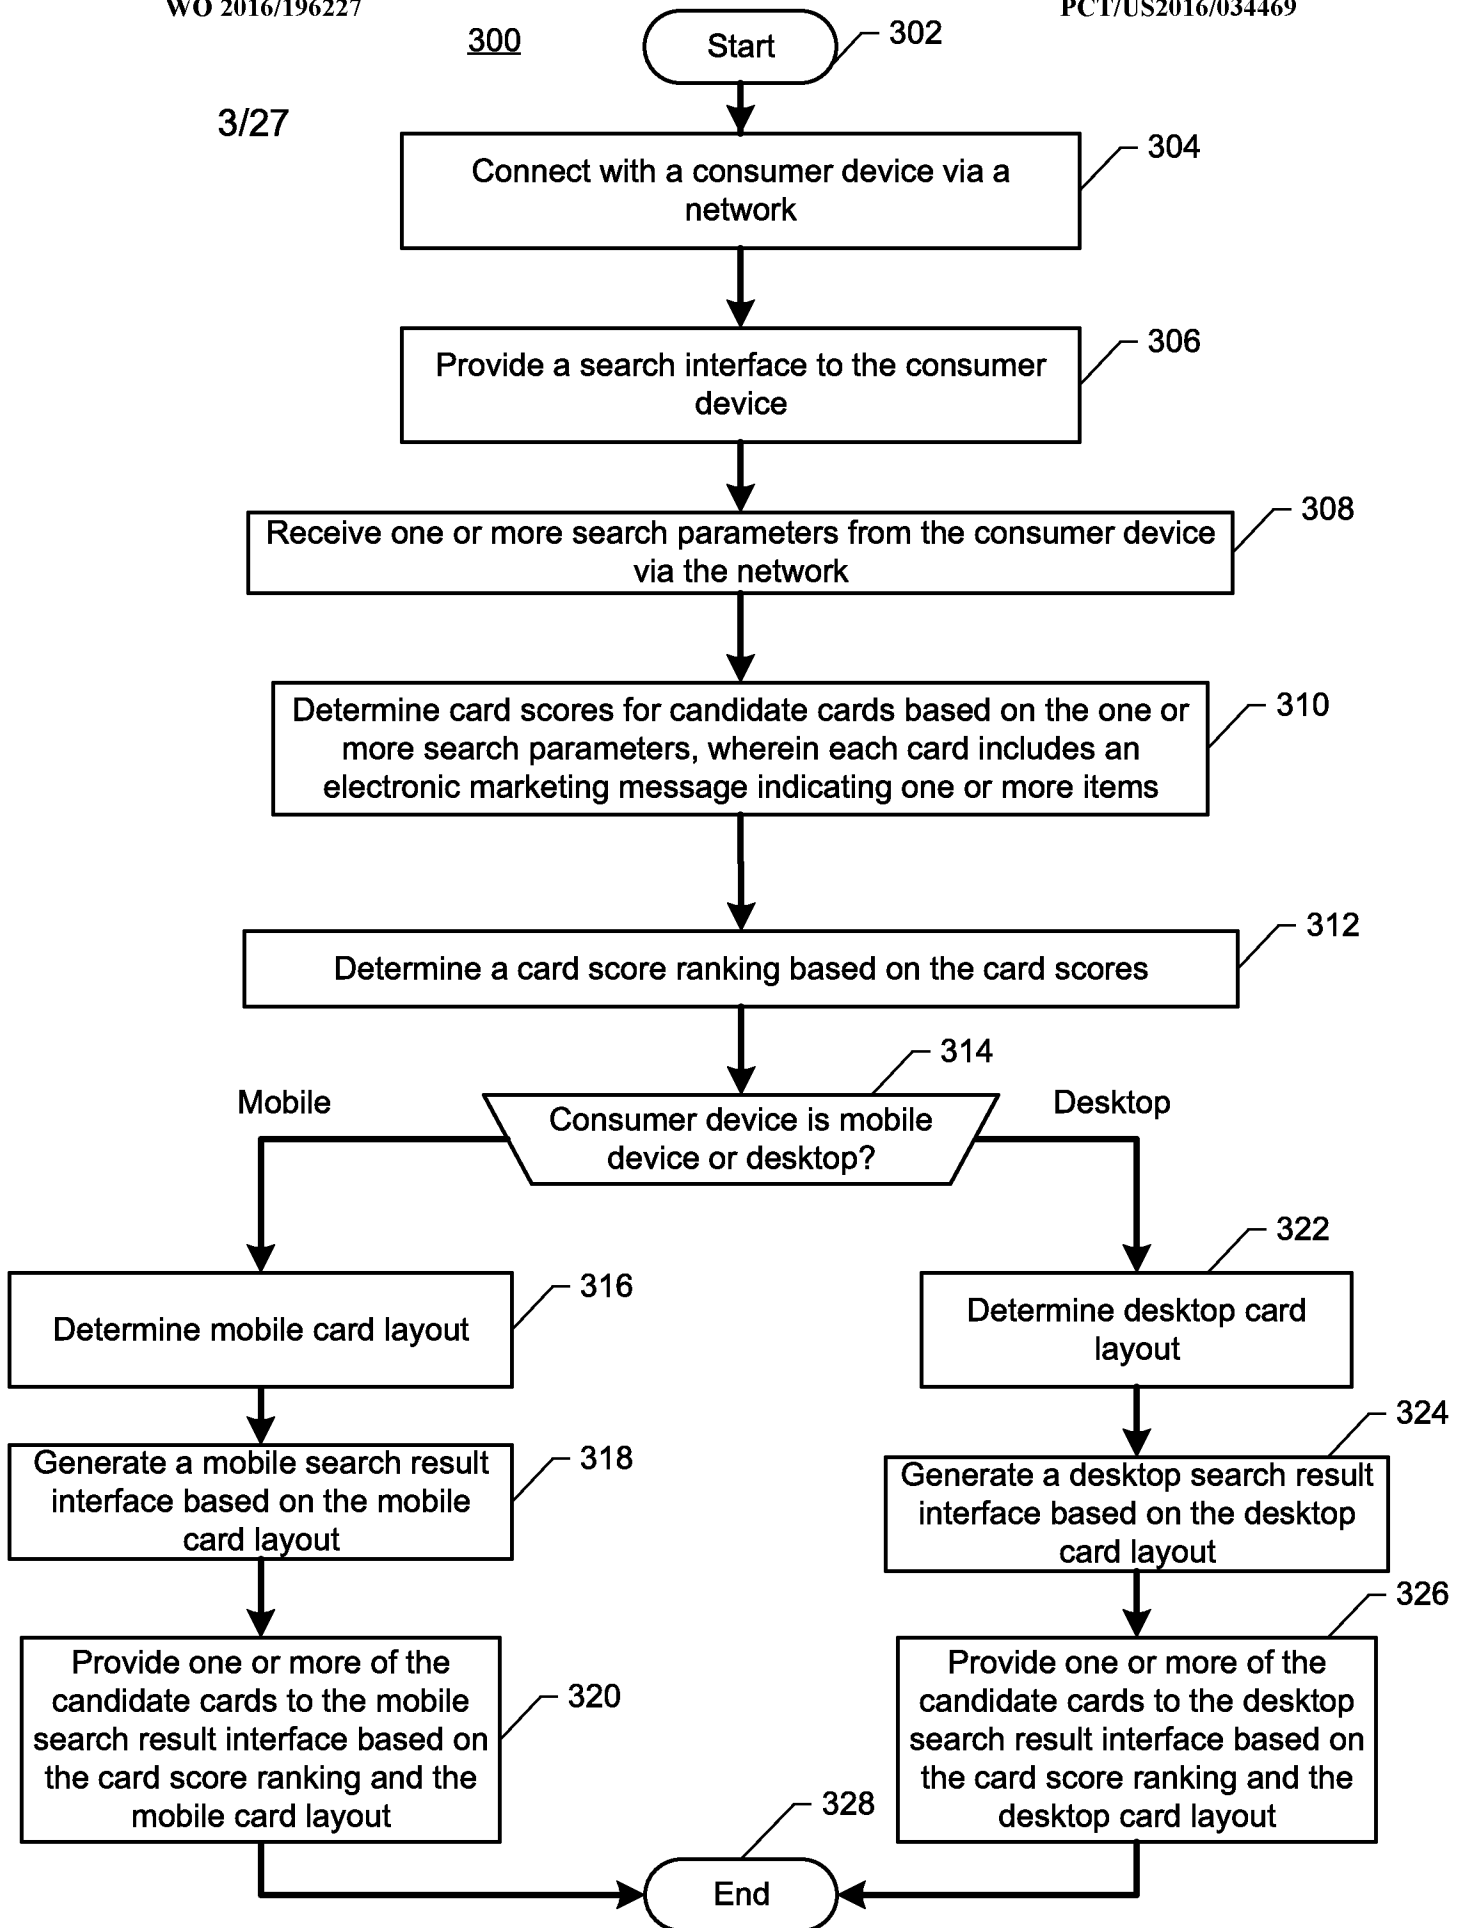 WO 2016/196227
PCT/US2016/034469
300
Start
302
3/27
Connect with a consumer device via a
network
304
Provide a search interface to the consumer
device
306
Receive one or more search parameters from the consumer device
via the network
308
Determine card scores for candidate cards based on the one or
more search parameters, wherein each card includes an
electronic marketing message indicating one or more items
310
Determine a card score ranking based on the card scores
312
Consumer device is mobile
device or desktop?
314
Mobile
Desktop
Determine mobile card layout
316
Generate a mobile search result
interface based on the mobile
card layout
318
Provide one or more of the
candidate cards to the mobile
search result interface based on
the card score ranking and the
mobile card layout
320
Determine desktop card
layout
322
Generate a desktop search result
interface based on the desktop
card layout
324
Provide one or more of the
candidate cards to the desktop
search result interface based on
the card score ranking and the
desktop card layout
326
End
328